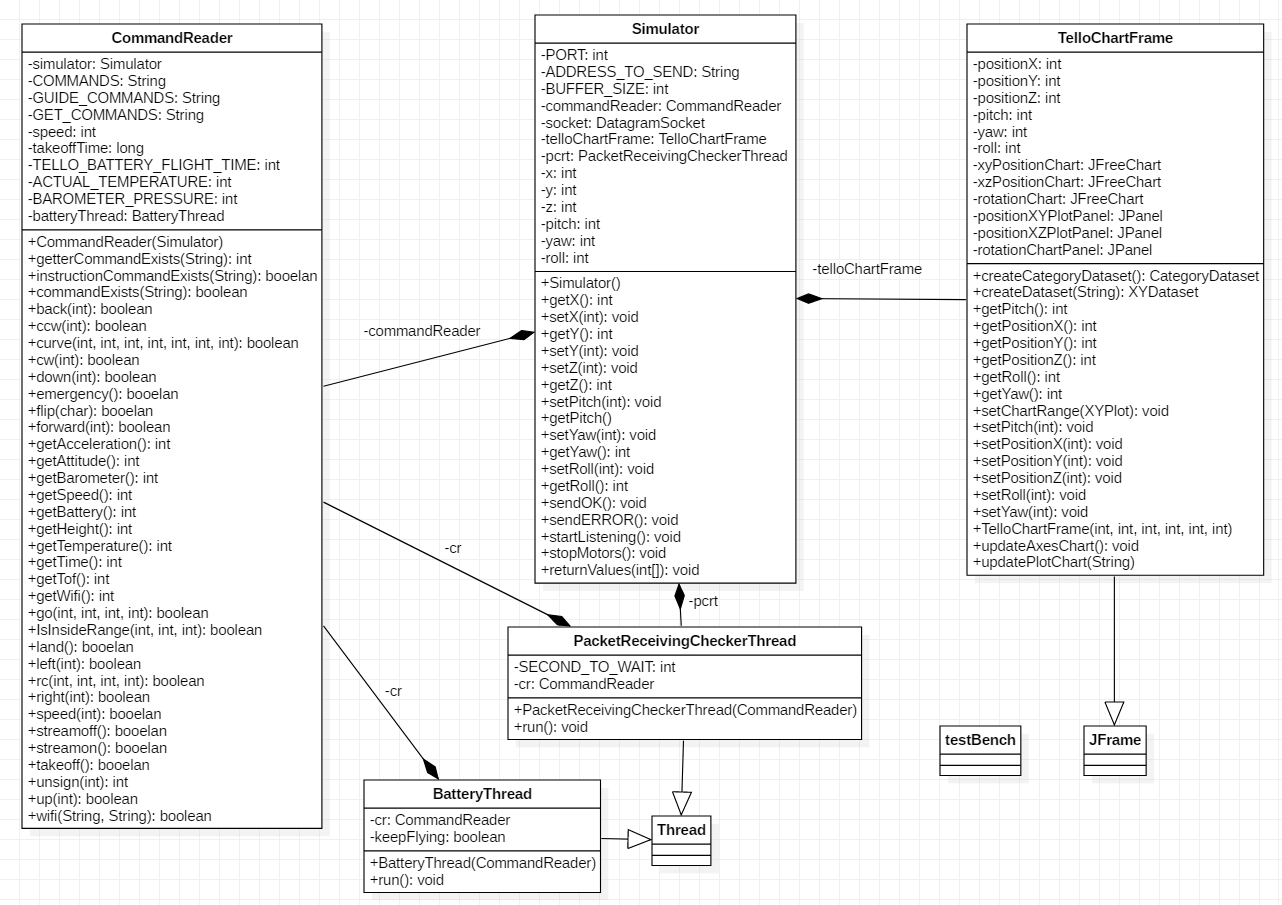 CommandReader
-simulator: Simulator
-COMMANDS: String
-GUIDE_COMMANDS: String
-GET_COMMANDS: String
-speed: int
-takeoffTime: long
-TELLO_BATTERY_FLIGHT_TIME: int
-ACTUAL_TEMPERATURE: int
-BAROMETER_PRESSURE: int
-batteryThread: BatteryThread
+CommandReader(Simulator)
+getterCommandExists(String): int
+instructionCommandExists(String): booelan
+commandExists(String): boolean
+back(int): boolean
+ccw(int): boolean
+curve(int, int, int, int, int, int, int): boolean
+cw(int): boolean
+down(int): boolean
+emergency(): booelan
+flip(char): booelan
+forward(int): boolean
+getAcceleration(): int
+getAttitude(): int
+getBarometer(): int
+getSpeed(): int
+getBattery(): int
+getHeight(): int
+getTemperature(): int
+getTime(): int
+getTof(): int
+getWifi(): int
+go(int, int, int, int): boolean
+IsInsideRange(int, int, int): boolean
+land(): booelan
+left(int): boolean
+rc(int, int, int, int): boolean
+right(int): boolean
+speed(int): booelan
+streamoff(): booelan
+streamon(): booelan
+takeoff(): booelan
+unsign(int): int
+up(int): boolean
+wifi(String, String): boolean
-commandReader
-cr
-cr
Simulator
-PORT: int
-ADDRESS_TO_SEND: String
-BUFFER_SIZE: int
-commandReader: CommandReader
-socket: DatagramSocket
-telloChartFrame: TelloChartFrame
-pcrt: PacketReceivingCheckerThread
-x: int
-y: int
-z: int
-pitch: int
-yaw: int
-roll: int
+Simulator()
+getX(): int
+setX(int): void
+getY(): int
+setY(int): void
+setZ(int): void
+getZ(): int
+setPitch(int): void
+getPitch()
+setYaw(int): void
+getYaw(): int
+setRoll(int): void
+getRoll(): int
+sendOK(): void
+sendERROR(): void
+startListening(): void
+stopMotors(): void
+returnValues(int[]): void
-pcrt
PacketReceivingCheckerThread
-SECOND_TO_WAIT: int
-cr: CommandReader
+PacketReceivingCheckerThread(CommandReader)
+run(): void
BatteryThread
-cr: CommandReader
-keepFlying: boolean
+BatteryThread(CommandReader)
+run(): void
Thread
-telloChartFrame
TelloChartFrame
-positionX: int
-positionY: int
-positionZ: int
-pitch: int
-yaw: int
-roll: int
-xyPositionChart: JFreeChart
-xzPositionChart: JFreeChart
-rotationChart: JFreeChart
-positionXYPlotPanel: JPanel
-positionXZPlotPanel: JPanel
-rotationChartPanel: JPanel
+createCategoryDataset(): CategoryDataset
+createDataset(String): XYDataset
+getPitch(): int
+getPositionX(): int
+getPositionY(): int
+getPositionZ(): int
+getRoll(): int
+getYaw(): int
+setChartRange(XYPlot): void
+setPitch(int): void
+setPositionX(int): void
+setPositionY(int): void
+setPositionZ(int): void
+setRoll(int): void
+setYaw(int): void
+TelloChartFrame(int, int, int, int, int, int)
+updateAxesChart(): void
+updatePlotChart(String)
testBench
JFrame